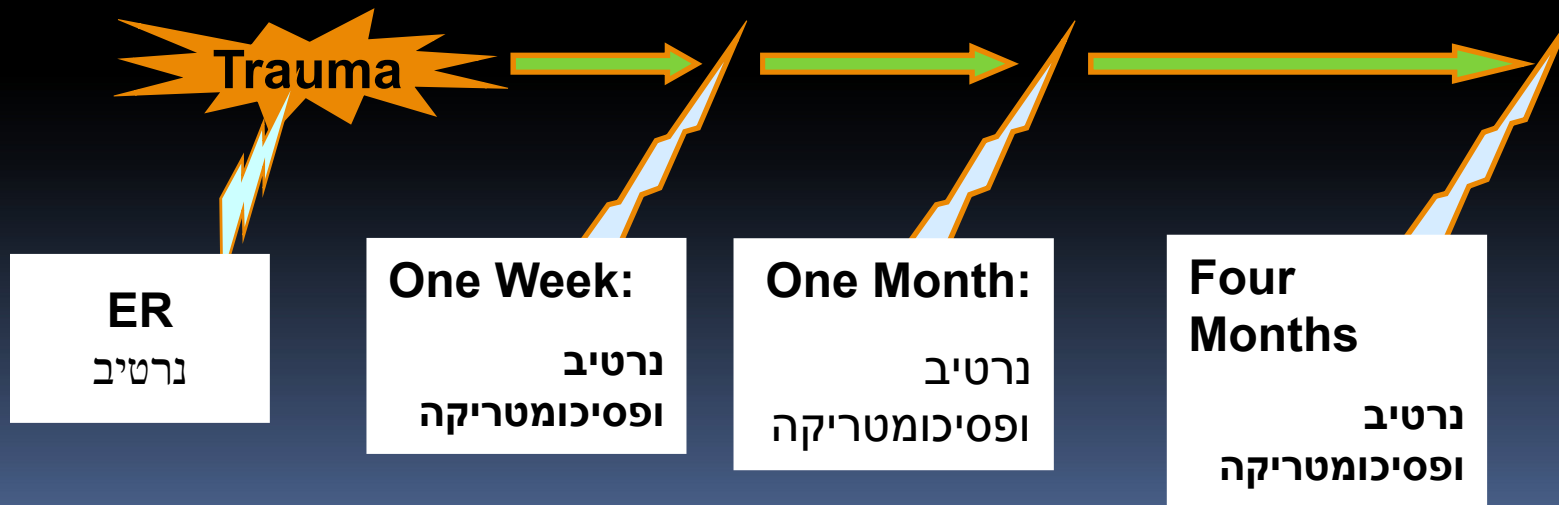 Trauma
ER
נרטיב
One Week:
נרטיב
ופסיכומטריקה
One Month:
נרטיב
ופסיכומטריקה
Four
Months
נרטיב
ופסיכומטריקה